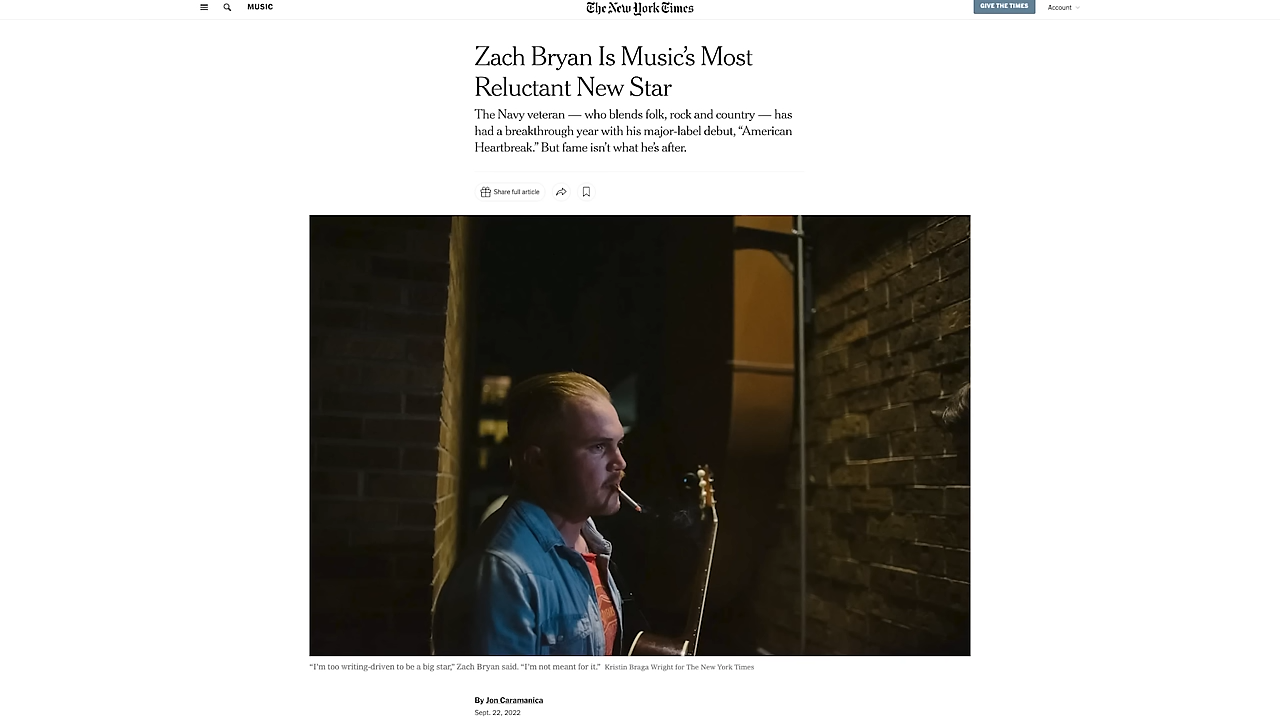 MUSIC
The New York Times
GIVE THE TIMES
Account
Zach Bryan Is Music’s Most
Reluctant New Star
The Navy veteran — who blends folk, rock and country — has
had a breakthrough year with his major-label debut, “American
Heartbreak.” But fame isn’t what he’s after.
Share full article
“I’m too writing-driven to be a big star,” Zach Bryan said. “I’m not meant for it.” Kristin Braga Wright for The New York Times
By Jon Caramanica
Sept. 22, 2022